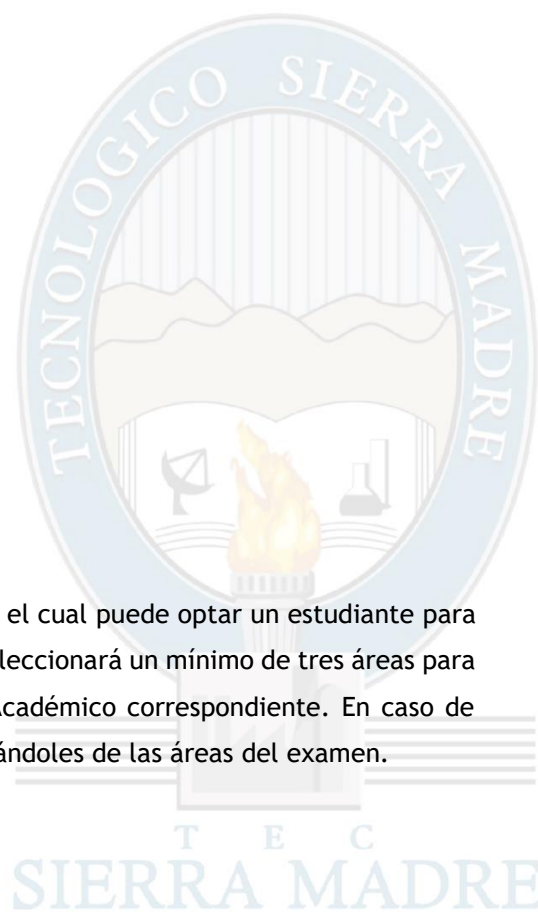 TECNOLOGICO SIERRA MADRE
el cual puede optar un estudiante para
leccionará un mínimo de tres áreas para
cadémico correspondiente. En caso de
ándoles de las áreas del examen.
T E C
SIERRA MADRE